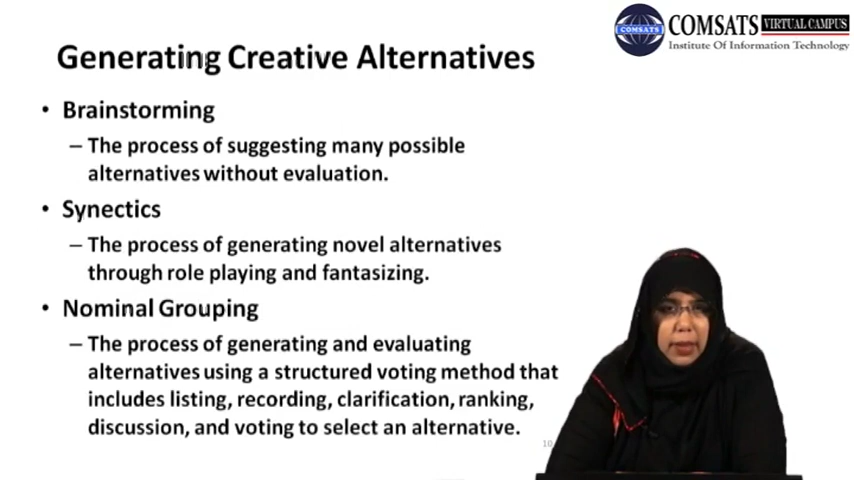 COMSATS
COMSATS VIRTUAL CAMPUS
Institute Of Information Technology
Generating Creative Alternatives
• Brainstorming
– The process of suggesting many possible
alternatives without evaluation.
• Synectics
– The process of generating novel alternatives
through role playing and fantasizing.
• Nominal Grouping
– The process of generating and evaluating
alternatives using a structured voting method that
includes listing, recording, clarification, ranking,
discussion, and voting to select an alternative.
10